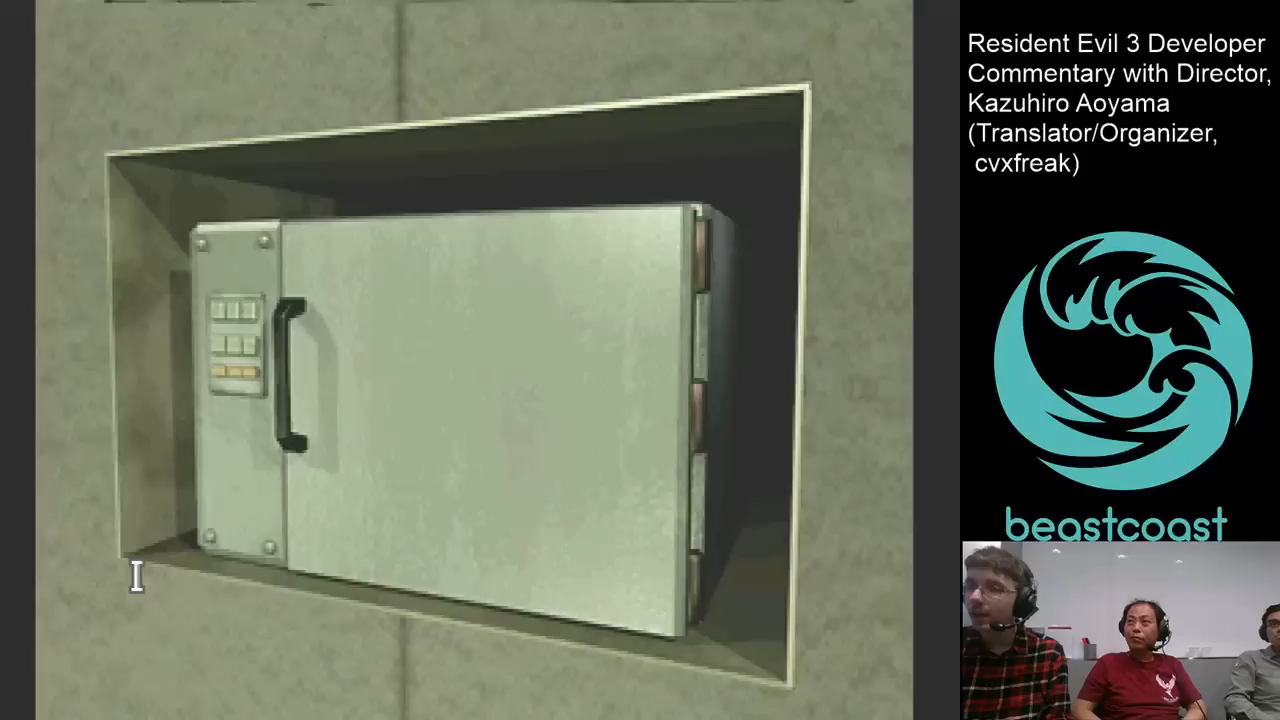 Resident Evil 3 Developer
Commentary with Director,
Kazuhiro Aoyama
(Translator/Organizer,
cvxfreak)
I
beastcoast